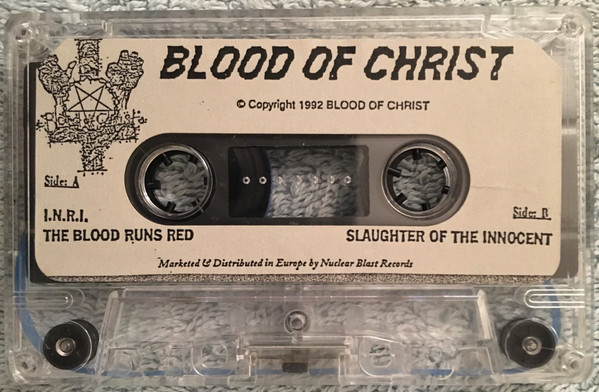 BLOOD OF CHRIST
© Copyright 1992 BLOOD OF CHRIST
Side: A
I.N.R.I.
THE BLOOD RUNS RED
Side: B
SLAUGHTER OF THE INNOCENT
Marketed & Distributed in Europe by Nuclear Blast Records